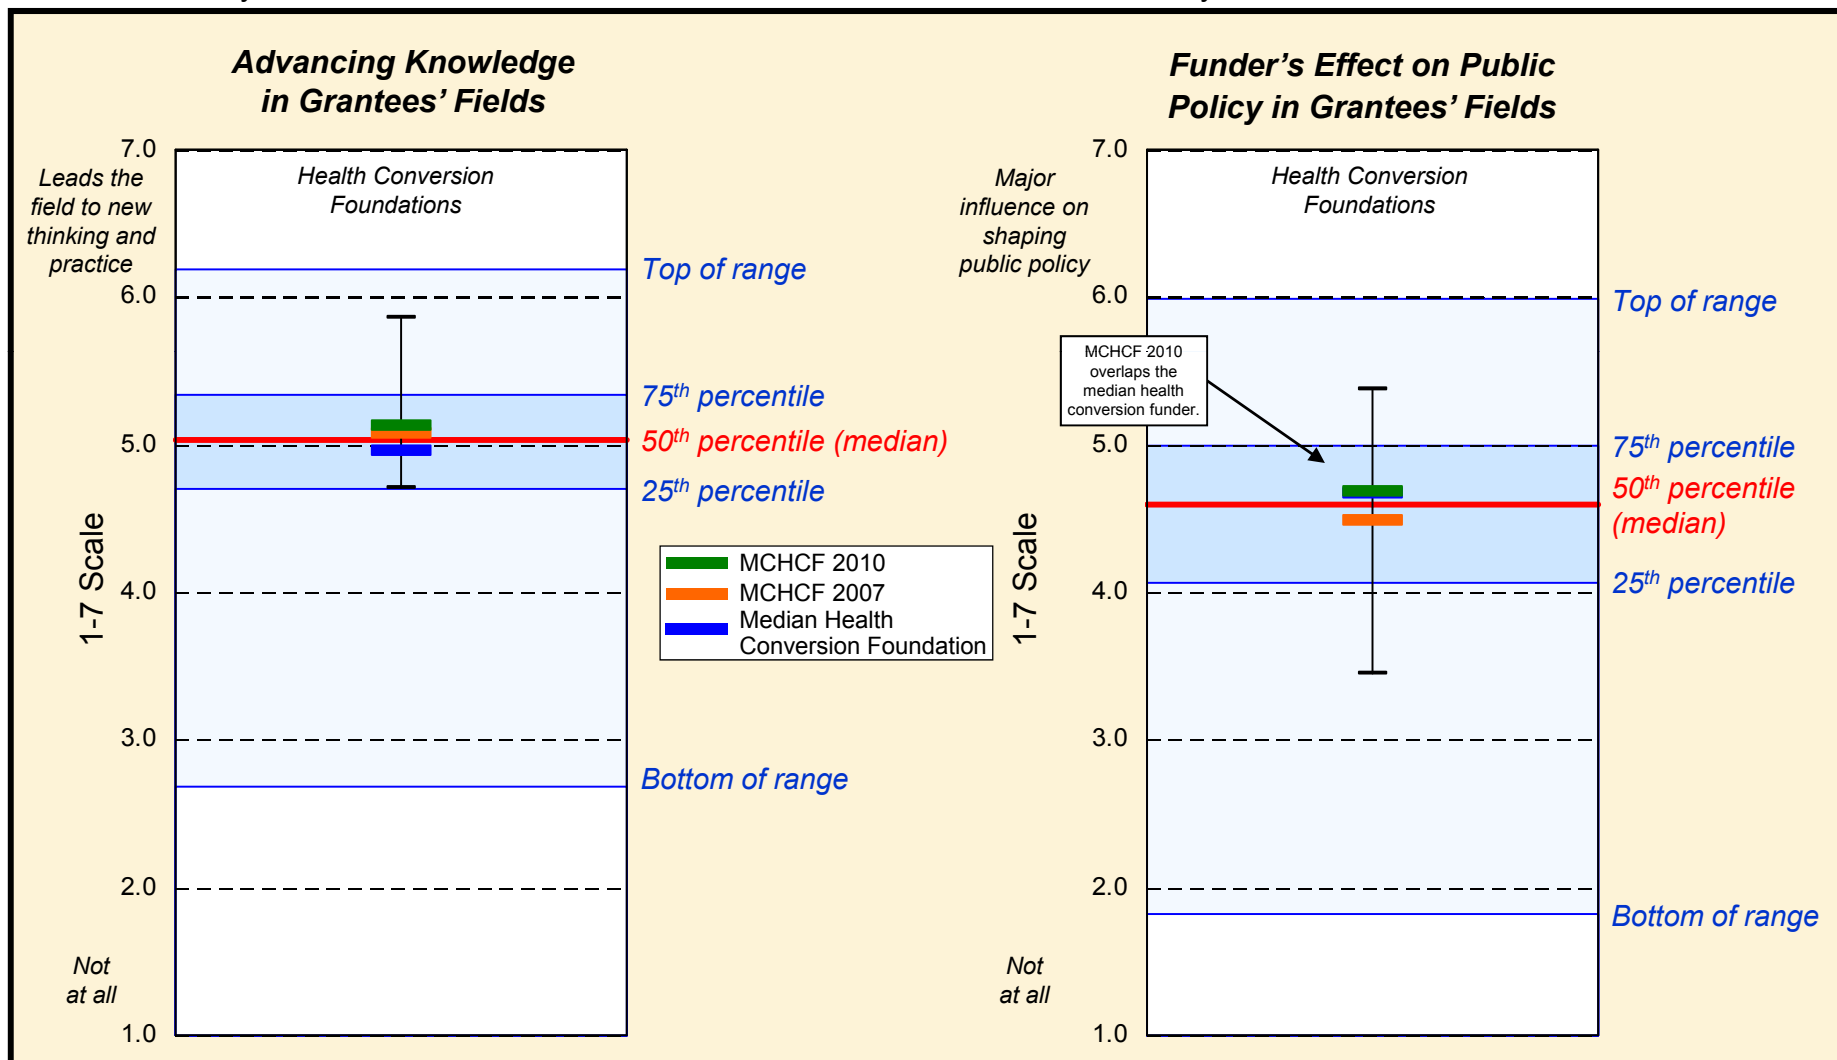 Advancing Knowledge
in Grantees' Fields
7.0
Leads the
field to new
thinking and
practice
6.0
5.0
4.0
3.0
2.0
Not
at all
1.0
1-7 Scale
Health Conversion
Foundations
Top of range
75th percentile
50th percentile (median)
25th percentile
Bottom of range
MCHCF 2010
MCHCF 2007
Median Health
Conversion Foundation
Funder's Effect on Public
Policy in Grantees' Fields
7.0
Major
influence on
shaping
public policy
6.0
5.0
4.0
3.0
2.0
Not
at all
1.0
1-7 Scale
Health Conversion
Foundations
MCHCF 2010
overlaps the
median health
conversion funder.
Top of range
75th percentile
50th percentile
(median)
25th percentile
Bottom of range